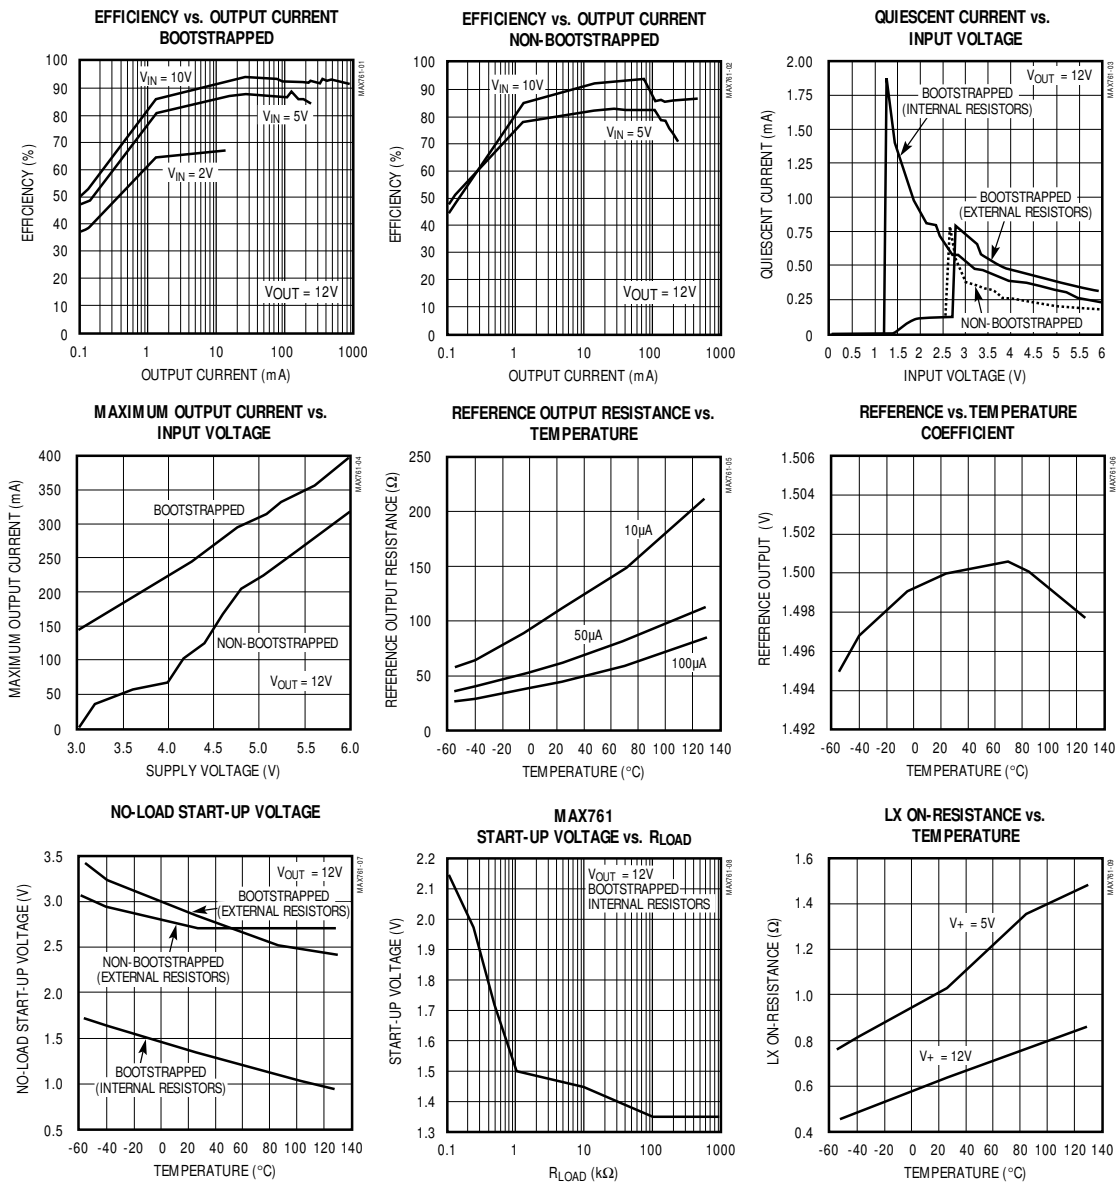 EFFICIENCY vs. OUTPUT CURRENT
BOOTSTRAPPED
MAX761-01
100
90
80
70
60
50
40
30
20
10
0
VIN = 10V
VIN = 5V
VIN = 2V
VOUT = 12V
EFFICIENCY (%)
0.1 1 10 100 1000
OUTPUT CURRENT (mA)
EFFICIENCY vs. OUTPUT CURRENT
NON-BOOTSTRAPPED
MAX761-02
100
90
80
70
60
50
40
30
20
10
0
VIN = 10V
VIN = 5V
VOUT = 12V
EFFICIENCY (%)
0.1 1 10 100 1000
OUTPUT CURRENT (mA)
QUIESCENT CURRENT vs.
INPUT VOLTAGE
MAX761-03
2.00
1.75
1.50
1.25
1.00
0.75
0.50
0.25
0
VOUT = 12V
BOOTSTRAPPED
(INTERNAL RESISTORS)
BOOTSTRAPPED
(EXTERNAL RESISTORS)
NON-BOOTSTRAPPED
QUIESCENT CURRENT (mA)
0 0.5 1 1.5 2 2.5 3 3.5 4 4.5 5 5.5 6
INPUT VOLTAGE (V)
MAXIMUM OUTPUT CURRENT vs.
INPUT VOLTAGE
MAX761-04
400
350
300
250
200
150
100
50
0
BOOTSTRAPPED
NON-BOOTSTRAPPED
VOUT = 12V
MAXIMUM OUTPUT CURRENT (mA)
3.0 3.5 4.0 4.5 5.0 5.5 6.0
SUPPLY VOLTAGE (V)
REFERENCE OUTPUT RESISTANCE vs.
TEMPERATURE
MAX761-05
250
200
150
100
50
0
10µA
50µA
100µA
REFERENCE OUTPUT RESISTANCE (Ω)
-60 -40 -20 0 20 40 60 80 100 120 140
TEMPERATURE (°C)
REFERENCE vs. TEMPERATURE
COEFFICIENT
MAX761-06
1.506
1.504
1.502
1.500
1.498
1.496
1.494
1.492
REFERENCE OUTPUT (V)
-60 -40 -20 0 20 40 60 80 100 120 140
TEMPERATURE (°C)
NO-LOAD START-UP VOLTAGE
MAX761-07
3.5
3.0
2.5
2.0
1.5
1.0
0.5
VOUT = 12V
BOOTSTRAPPED
(EXTERNAL RESISTORS)
NON-BOOTSTRAPPED
(EXTERNAL RESISTORS)
BOOTSTRAPPED
(INTERNAL RESISTORS)
NO-LOAD START-UP VOLTAGE (V)
-60 -40 -20 0 20 40 60 80 100 120 140
TEMPERATURE (°C)
MAX761
START-UP VOLTAGE vs. RLOAD
MAX761-08
2.2
2.1
2.0
1.9
1.8
1.7
1.6
1.5
1.4
1.3
VOUT = 12V
BOOTSTRAPPED
INTERNAL RESISTORS
START-UP VOLTAGE (V)
0.1 1 10 100 1000
RLOAD (kΩ)
LX ON-RESISTANCE vs.
TEMPERATURE
MAX761-09
1.6
1.4
1.2
1.0
0.8
0.6
0.4
V+ = 5V
V+ = 12V
LX ON-RESISTANCE (Ω)
-60 -40 -20 0 20 40 60 80 100 120 140
TEMPERATURE (°C)